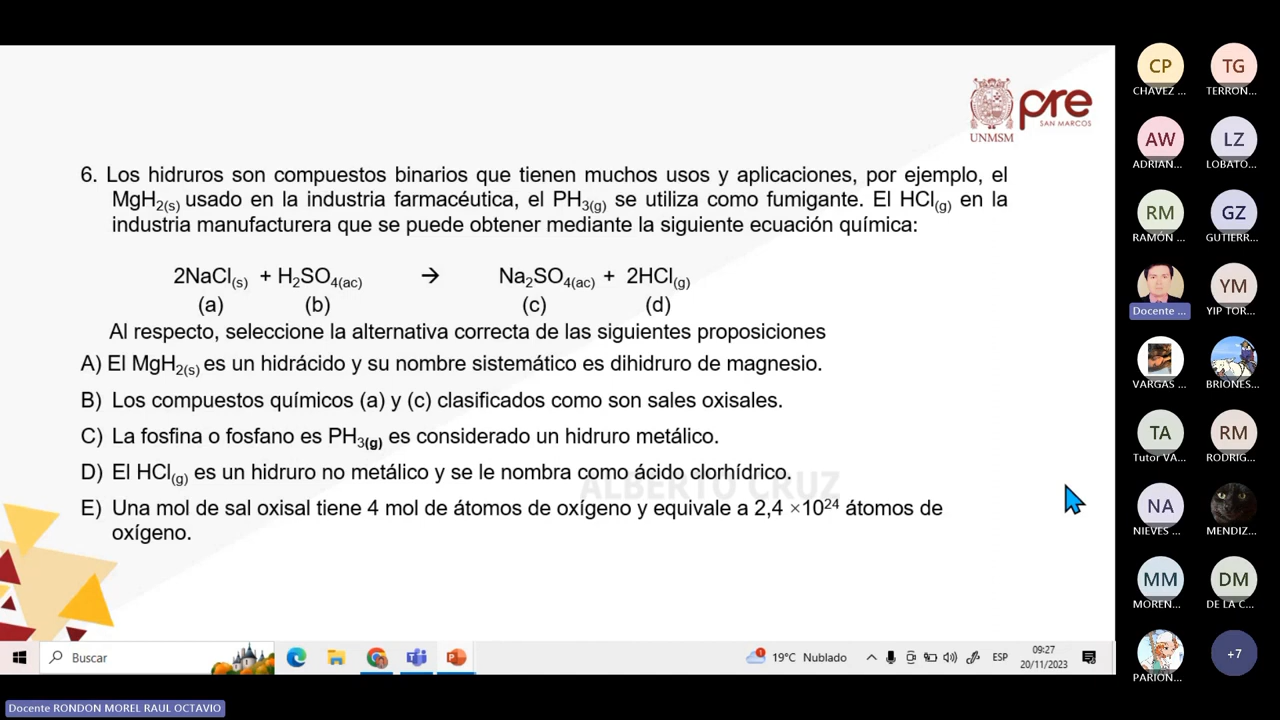 pre
SAN MARCOS
UNMSM
6. Los hidruros son compuestos binarios que tienen muchos usos y aplicaciones, por ejemplo, el
MgH2(s) usado en la industria farmacéutica, el PH3(g) se utiliza como fumigante. El HCl(g) en la
industria manufacturera que se puede obtener mediante la siguiente ecuación química:
2NaCl(s) + H2SO4(ac) → Na2SO4(ac) + 2HCl(g)
(a) (b) (c) (d)
Al respecto, seleccione la alternativa correcta de las siguientes proposiciones
A) El MgH2(s) es un hidrácido y su nombre sistemático es dihidruro de magnesio.
B) Los compuestos químicos (a) y (c) clasificados como son sales oxisales.
C) La fosfina o fosfano es PH3(g) es considerado un hidruro metálico.
D) El HCl(g) es un hidruro no metálico y se le nombra como ácido clorhídrico.
ALBERTO CRUZ
E) Una mol de sal oxisal tiene 4 mol de átomos de oxígeno y equivale a 2,4 ×10²⁴ átomos de
oxígeno.
CP TG
CHAVEZ ... TERRON...
AW LZ
ADRIAN... LOBATO...
RM GZ
RAMÓN ... GUTIERR...
YM
Docente ... YIP TOR...
VARGAS ... BRIONES...
TA RM
Tutor VA... RODRIG...
NA
NIEVES ... MENDIZ...
MM DM
MOREN... DE LA C...
PARION... +7
Buscar
1
19°C Nublado
ESP
09:27
20/11/2023
Docente RONDON MOREL RAUL OCTAVIO